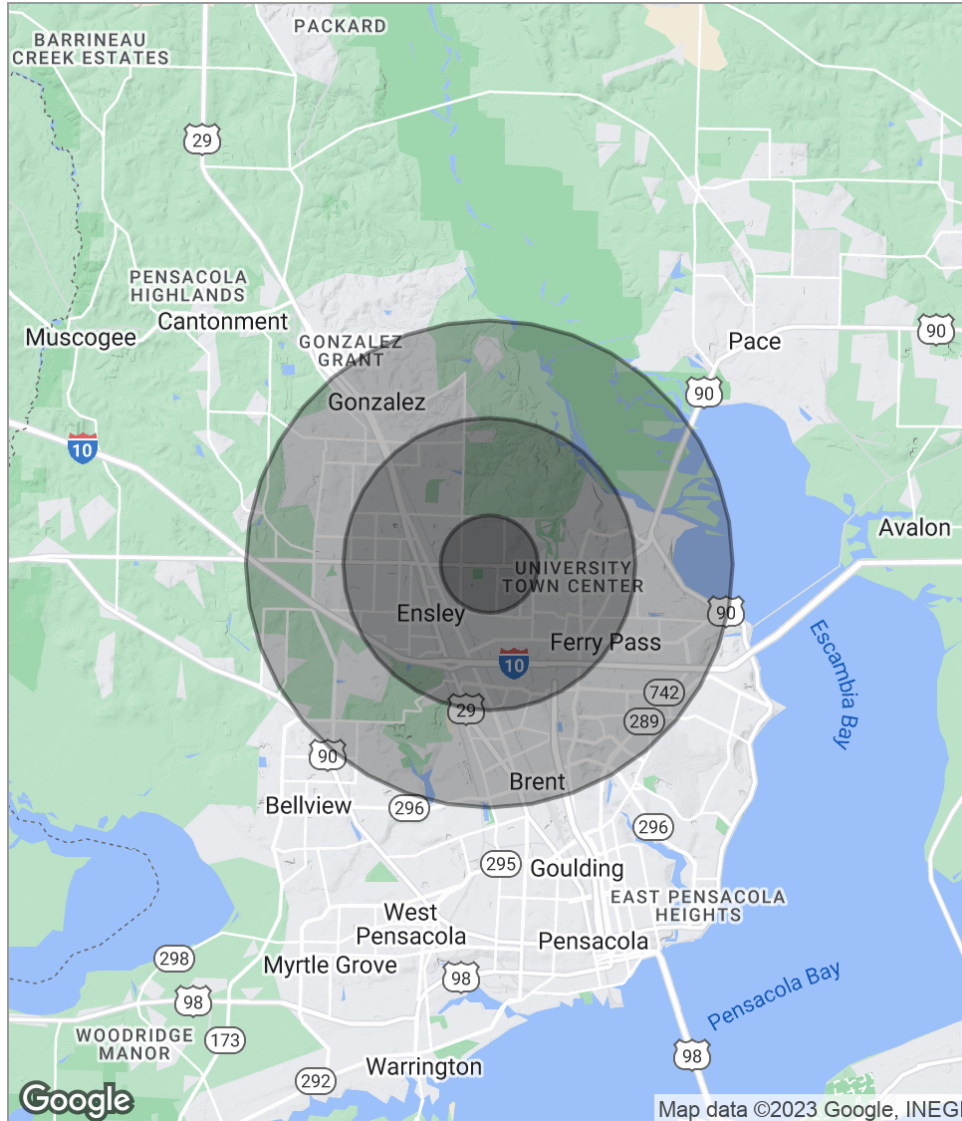 PACKARD
BARRINEAU
CREEK ESTATES
29
PENSACOLA
HIGHLANDS
Cantonment
Muscogee
GONZALEZ
GRANT
Pace
90
90
Gonzalez
10
Avalon
UNIVERSITY
TOWN CENTER
Ensley
90
Ferry Pass
10
Escambia Bay
742
29
289
90
Brent
Bellview
296
296
295
Goulding
EAST PENSACOLA
HEIGHTS
West
Pensacola
Pensacola
298
Myrtle Grove
98
Pensacola Bay
98
WOODRIDGE
MANOR
173
98
Warrington
292
Google
Map data ©2023 Google, INEGI